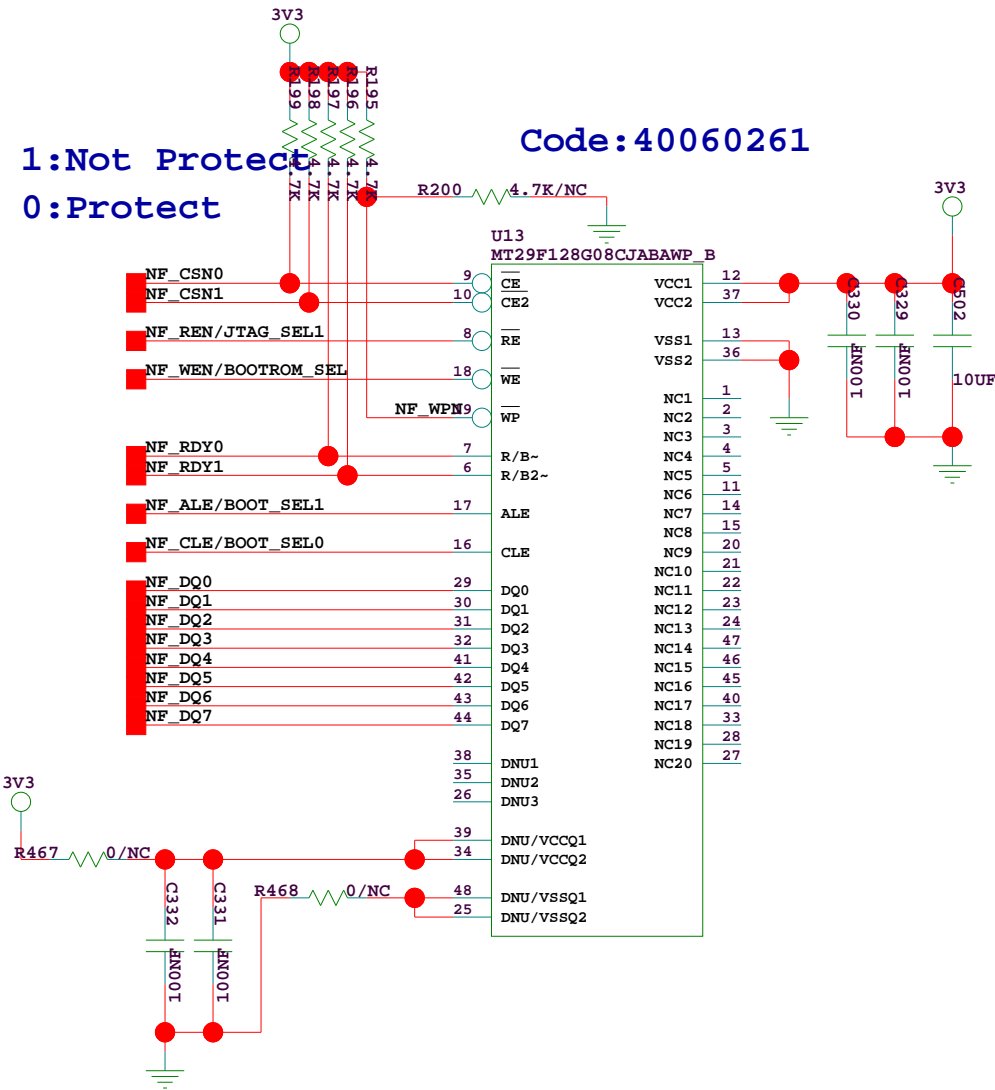 3V3
R199
R198
R197
R196
R195
4.7K
4.7K
4.7K
4.7K
4.7K
1:Not Protect
0:Protect
Code:40060261
R200 4.7K/NC
3V3
U13
MT29F128G08CJABAWP_B
NF_CSN0 9 CE
NF_CSN1 10 CE2
NF_REN/JTAG_SEL1 8 RE
NF_WEN/BOOTROM_SEL 18 WE
NF_WPN 19 WP
NF_RDY0 7 R/B~
NF_RDY1 6 R/B2~
NF_ALE/BOOT_SEL1 17 ALE
NF_CLE/BOOT_SEL0 16 CLE
NF_DQ0 29 DQ0
NF_DQ1 30 DQ1
NF_DQ2 31 DQ2
NF_DQ3 32 DQ3
NF_DQ4 41 DQ4
NF_DQ5 42 DQ5
NF_DQ6 43 DQ6
NF_DQ7 44 DQ7
38 DNU1
35 DNU2
26 DNU3
39 DNU/VCCQ1
34 DNU/VCCQ2
48 DNU/VSSQ1
25 DNU/VSSQ2
VCC1 12
VCC2 37
VSS1 13
VSS2 36
NC1 1
NC2 2
NC3 3
NC4 4
NC5 5
NC6 11
NC7 14
NC8 15
NC9 20
NC10 21
NC11 22
NC12 23
NC13 24
NC14 47
NC15 46
NC16 45
NC17 40
NC18 33
NC19 28
NC20 27
C330
100NF
C329
100NF
C502
10UF
3V3
R467 0/NC
R468 0/NC
C332
100NF
C331
100NF